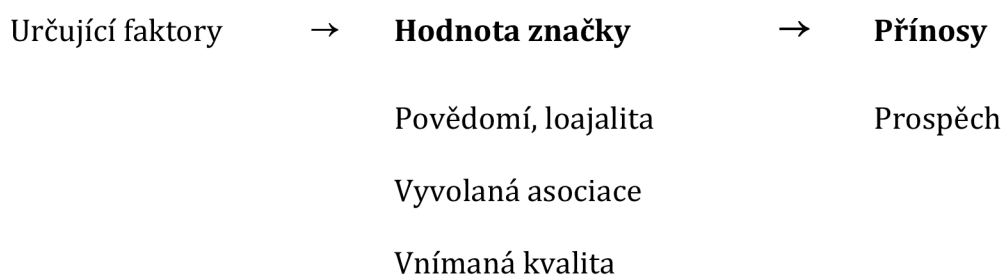 Určující faktory → Hodnota značky → Přínosy
Povědomí, loajalita Prospěch
Vyvolaná asociace
Vnímaná kvalita